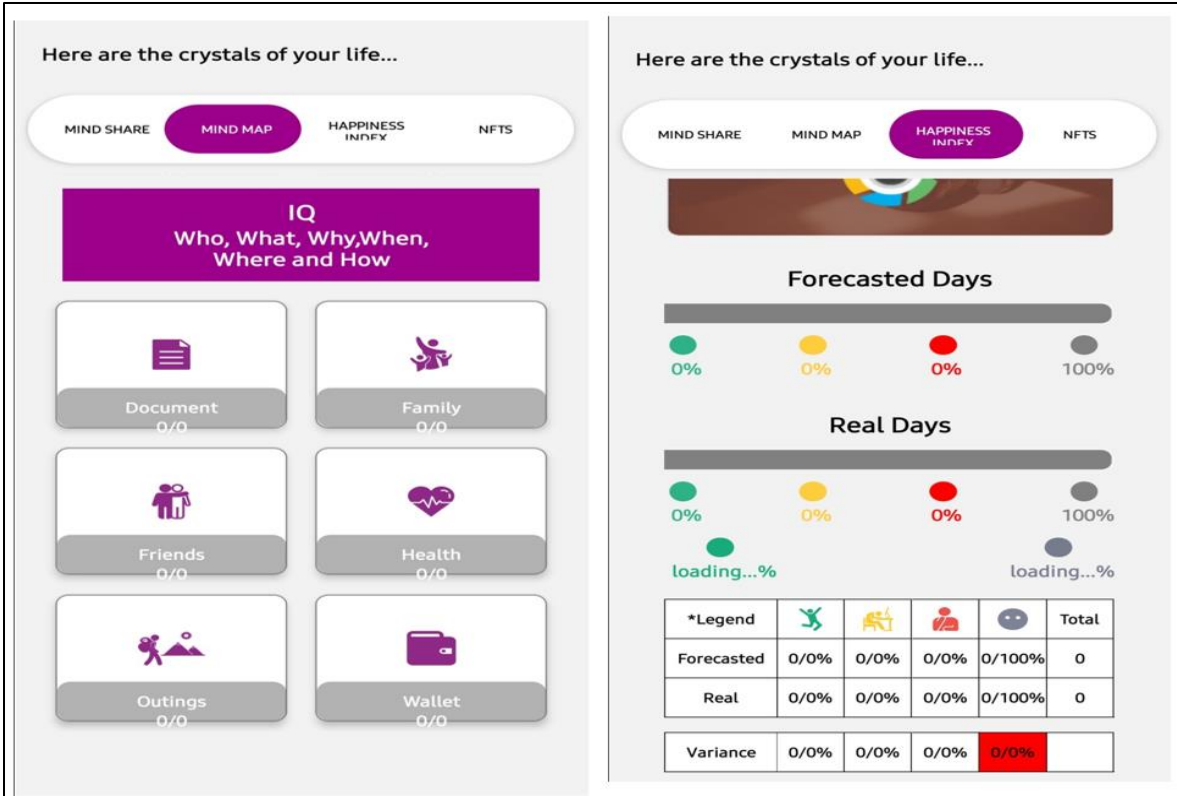 Here are the crystals of your life...
MIND SHARE MIND MAP HAPPINESS INDEX NFTS
IQ
Who, What, Why,When,
Where and How
Document Family
0/0 0/0
Friends Health
0/0 0/0
Outings Wallet
0/0 0/0
Here are the crystals of your life...
MIND SHARE MIND MAP HAPPINESS INDEX NFTS
Forecasted Days
0% 0% 0% 100%
Real Days
0% 0% 0% 100%
loading...% loading...%
*Legend Total
Forecasted 0/0% 0/0% 0/0% 0/100% 0
Real 0/0% 0/0% 0/0% 0/100% 0
Variance 0/0% 0/0% 0/0% 0/0%